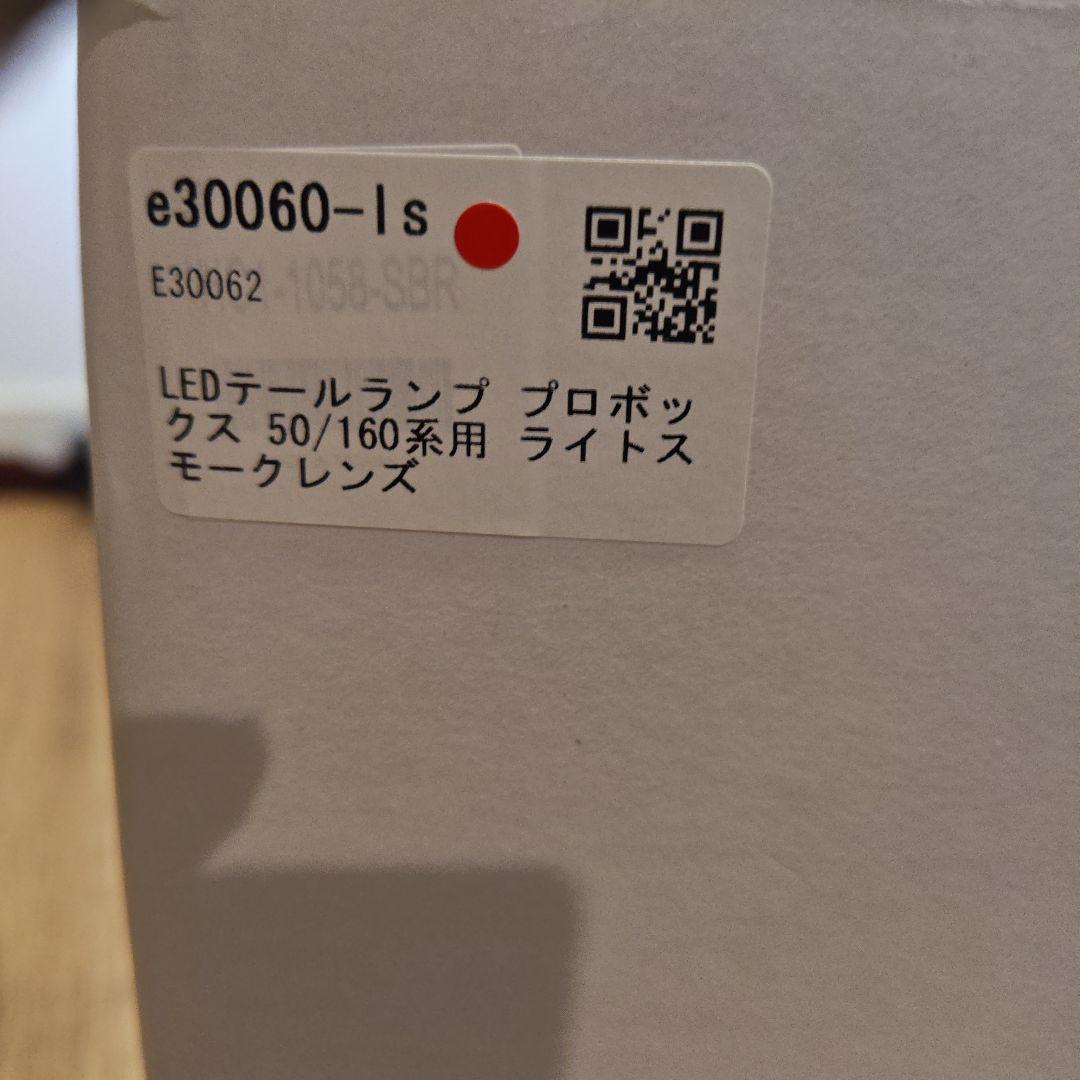 e30060-ls
E30062 -1056-SBR
LEDテールランプ プロボッ
クス 50/160系用 ライトス
モークレンズ